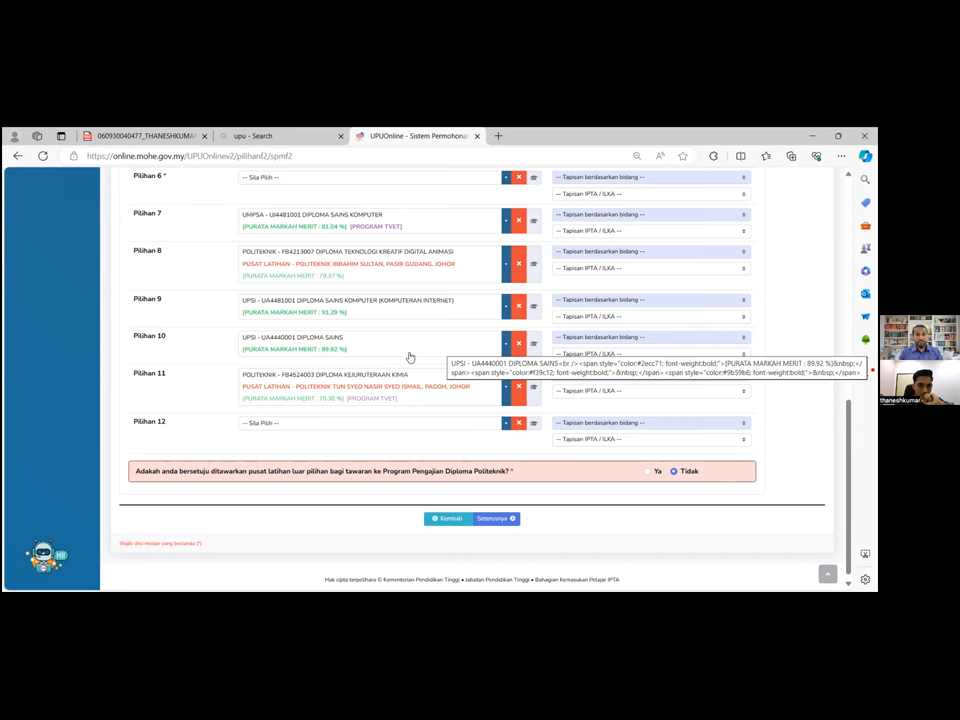 060930040477_THANESHKUMA
upu - Search
UPUOnline - Sistem Permohonan
https://online.mohe.gov.my/UPUOnlinev2/pilihanf2/spmf2
Pilihan 6 *
-- Sila Pilih --
-- Tapisan berdasarkan bidang --
-- Tapisan IPTA / ILKA --
Pilihan 7
UMPSA - UI4481001 DIPLOMA SAINS KOMPUTER
[PURATA MARKAH MERIT : 81.04 %] [PROGRAM TVET]
-- Tapisan berdasarkan bidang --
-- Tapisan IPTA / ILKA --
Pilihan 8
POLITEKNIK - FB4213007 DIPLOMA TEKNOLOGI KREATIF DIGITAL ANIMASI
PUSAT LATIHAN - POLITEKNIK IBRAHIM SULTAN, PASIR GUDANG, JOHOR
[PURATA MARKAH MERIT : 79.37 %]
-- Tapisan berdasarkan bidang --
-- Tapisan IPTA / ILKA --
Pilihan 9
UPSI - UA4481001 DIPLOMA SAINS KOMPUTER (KOMPUTERAN INTERNET)
[PURATA MARKAH MERIT : 91.29 %]
-- Tapisan berdasarkan bidang --
-- Tapisan IPTA / ILKA --
Pilihan 10
UPSI - UA4440001 DIPLOMA SAINS
[PURATA MARKAH MERIT : 89.92 %]
-- Tapisan berdasarkan bidang --
-- Tapisan IPTA / ILKA --
UPSI - UA4440001 DIPLOMA SAINS<br /><span style="color:#2ecc71; font-weight:bold;">[PURATA MARKAH MERIT : 89.92 %]&nbsp;</
span><span style="color:#f39c12; font-weight:bold;">&nbsp;</span><span style="color:#9b59b6; font-weight:bold;">&nbsp;</span>
Pilihan 11
POLITEKNIK - FB4524003 DIPLOMA KEJURUTERAAN KIMIA
PUSAT LATIHAN - POLITEKNIK TUN SYED NASIR SYED ISMAIL, PAGOH, JOHOR
[PURATA MARKAH MERIT : 70.30 %] [PROGRAM TVET]
-- Tapisan IPTA / ILKA --
Pilihan 12
-- Sila Pilih --
-- Tapisan berdasarkan bidang --
-- Tapisan IPTA / ILKA --
Adakah anda bersetuju ditawarkan pusat latihan luar pilihan bagi tawaran ke Program Pengajian Diploma Politeknik? *
Ya
Tidak
Kembali
Seterusnya
Wajib diisi medan yang bertanda (*)
HI!
Hak cipta terpelihara © Kementerian Pendidikan Tinggi • Jabatan Pendidikan Tinggi • Bahagian Kemasukan Pelajar IPTA
thaneshkumar